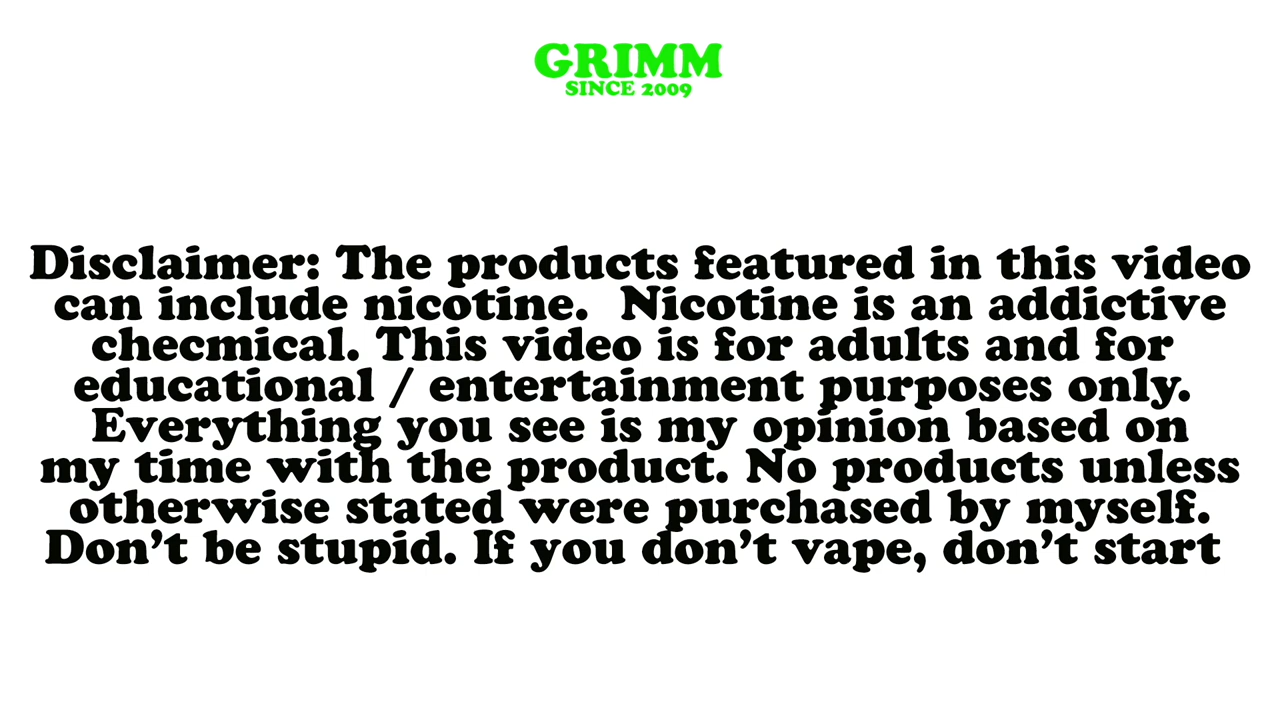 GRIMM
SINCE 2009
Disclaimer: The products featured in this video
can include nicotine.  Nicotine is an addictive
checmical. This video is for adults and for
educational / entertainment purposes only.
Everything you see is my opinion based on
my time with the product. No products unless
otherwise stated were purchased by myself.
Don't be stupid. If you don't vape, don't start